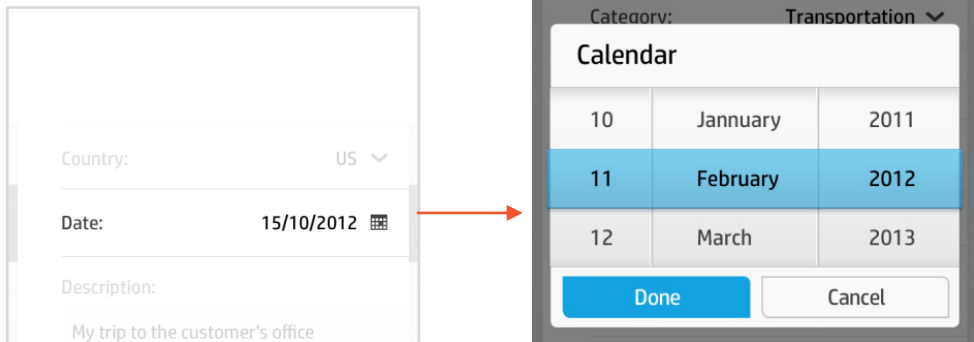 Country: US
Date: 15/10/2012
Description:
My trip to the customer's office
Category: Transportation
Calendar
10 Jannuary 2011
11 February 2012
12 March 2013
Done Cancel